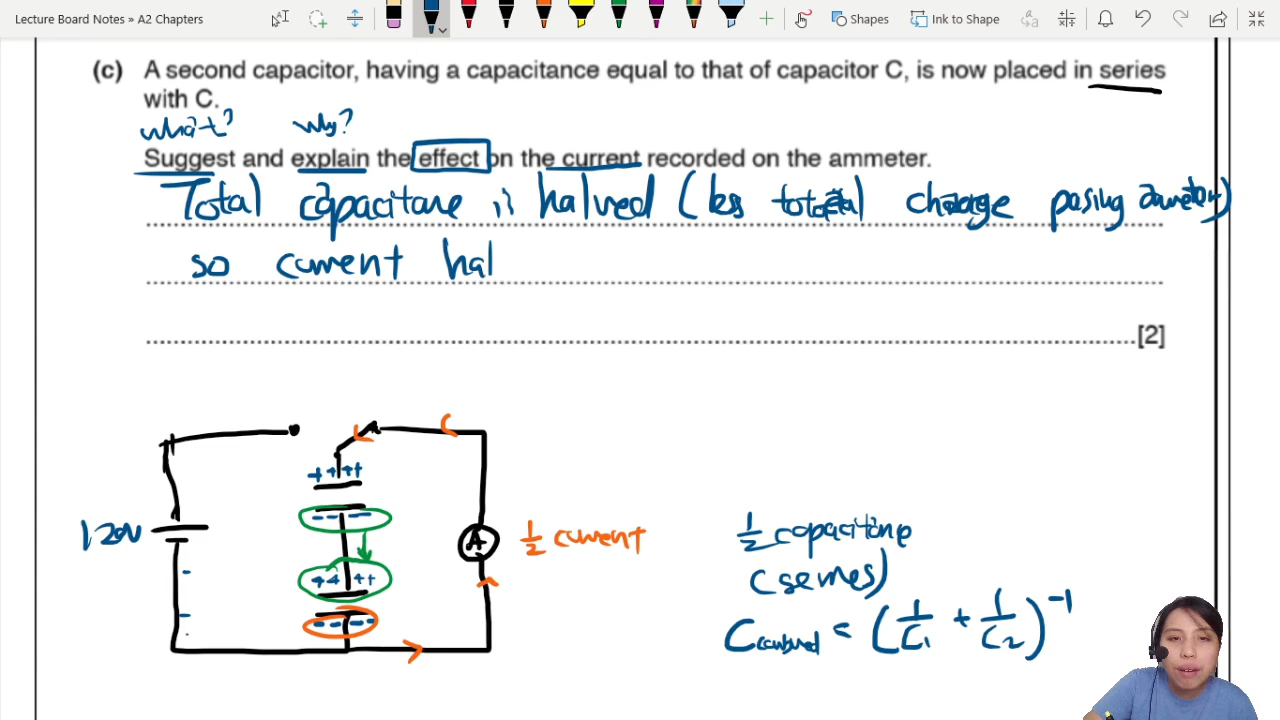 Lecture Board Notes » A2 Chapters
Shapes
Ink to Shape
(c) A second capacitor, having a capacitance equal to that of capacitor C, is now placed in series
with C.
what? why?
Suggest and explain the effect on the current recorded on the ammeter.
Total capacitance is halved (less total charge passing ammeter)
so current hal
[2]
+ + ++
120V
- - -
A
1/2 current
++ ++
- - - -
1/2 capacitance
(series)
Ccombined = (1/C1 + 1/C2)^-1